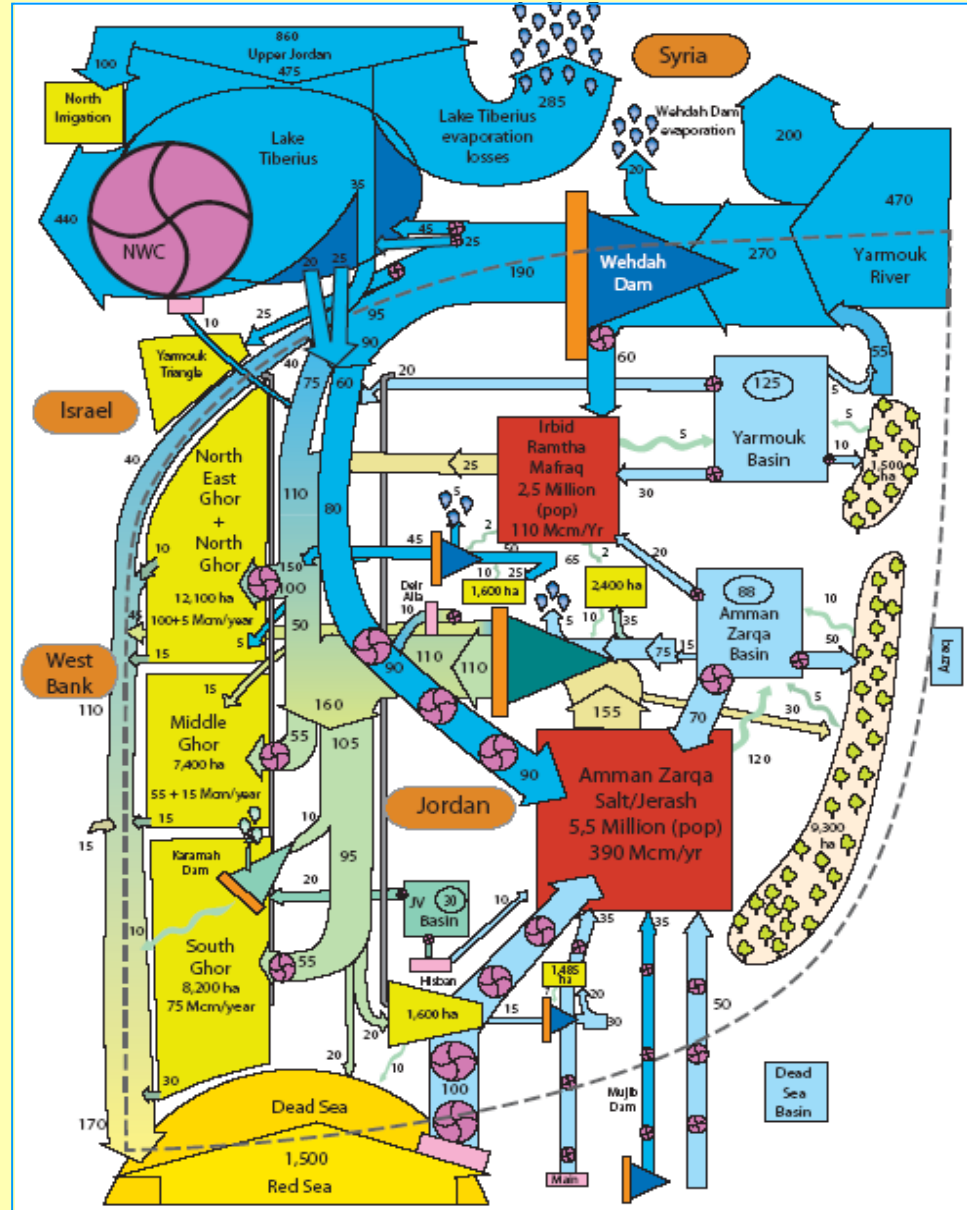 860
Upper Jordan
475
100
North
Irrigation
Lake
Tiberius
Lake Tiberius
evaporation
losses
285
Syria
Wehdah Dam
evaporation
20
200
470
Yarmouk
River
270
Wehdah
Dam
190
440
NWC
35
45
25
20
25
10
25
95
90
40
Yarmouk
Triangle
75
60
Israel
40
60
20
125
Yarmouk
Basin
55
5
5
10
1,500
ha
Irbid
Ramtha
Mafraq
2,5 Million
(pop)
110 Mcm/Yr
5
30
25
North
East
Ghor
+
North
Ghor
12,100 ha
100+5 Mcm/year
110
80
5
45
50
65
2
2
20
10
25
1,600 ha
2,400 ha
88
Amman
Zarqa
Basin
10
50
10
150
100
50
5
Deir
Alla
10
5
10
35
75
15
Azraq
45
15
West
Bank
110
110
110
90
160
15
155
70
30
5
120
Middle
Ghor
7,400 ha
55 + 15 Mcm/year
55
105
90
Jordan
Amman Zarqa
Salt/Jerash
5,5 Million (pop)
390 Mcm/yr
9,300
ha
15
15
Karamah
Dam
10
95
20
JV
Basin
30
10
Hisban
10
South
Ghor
8,200 ha
75 Mcm/year
55
35
35
1,485
ha
7
20
30
15
1,600 ha
50
20
20
10
30
170
100
Mujib
Dam
Dead
Sea
Basin
Dead Sea
1,500
Red Sea
Main